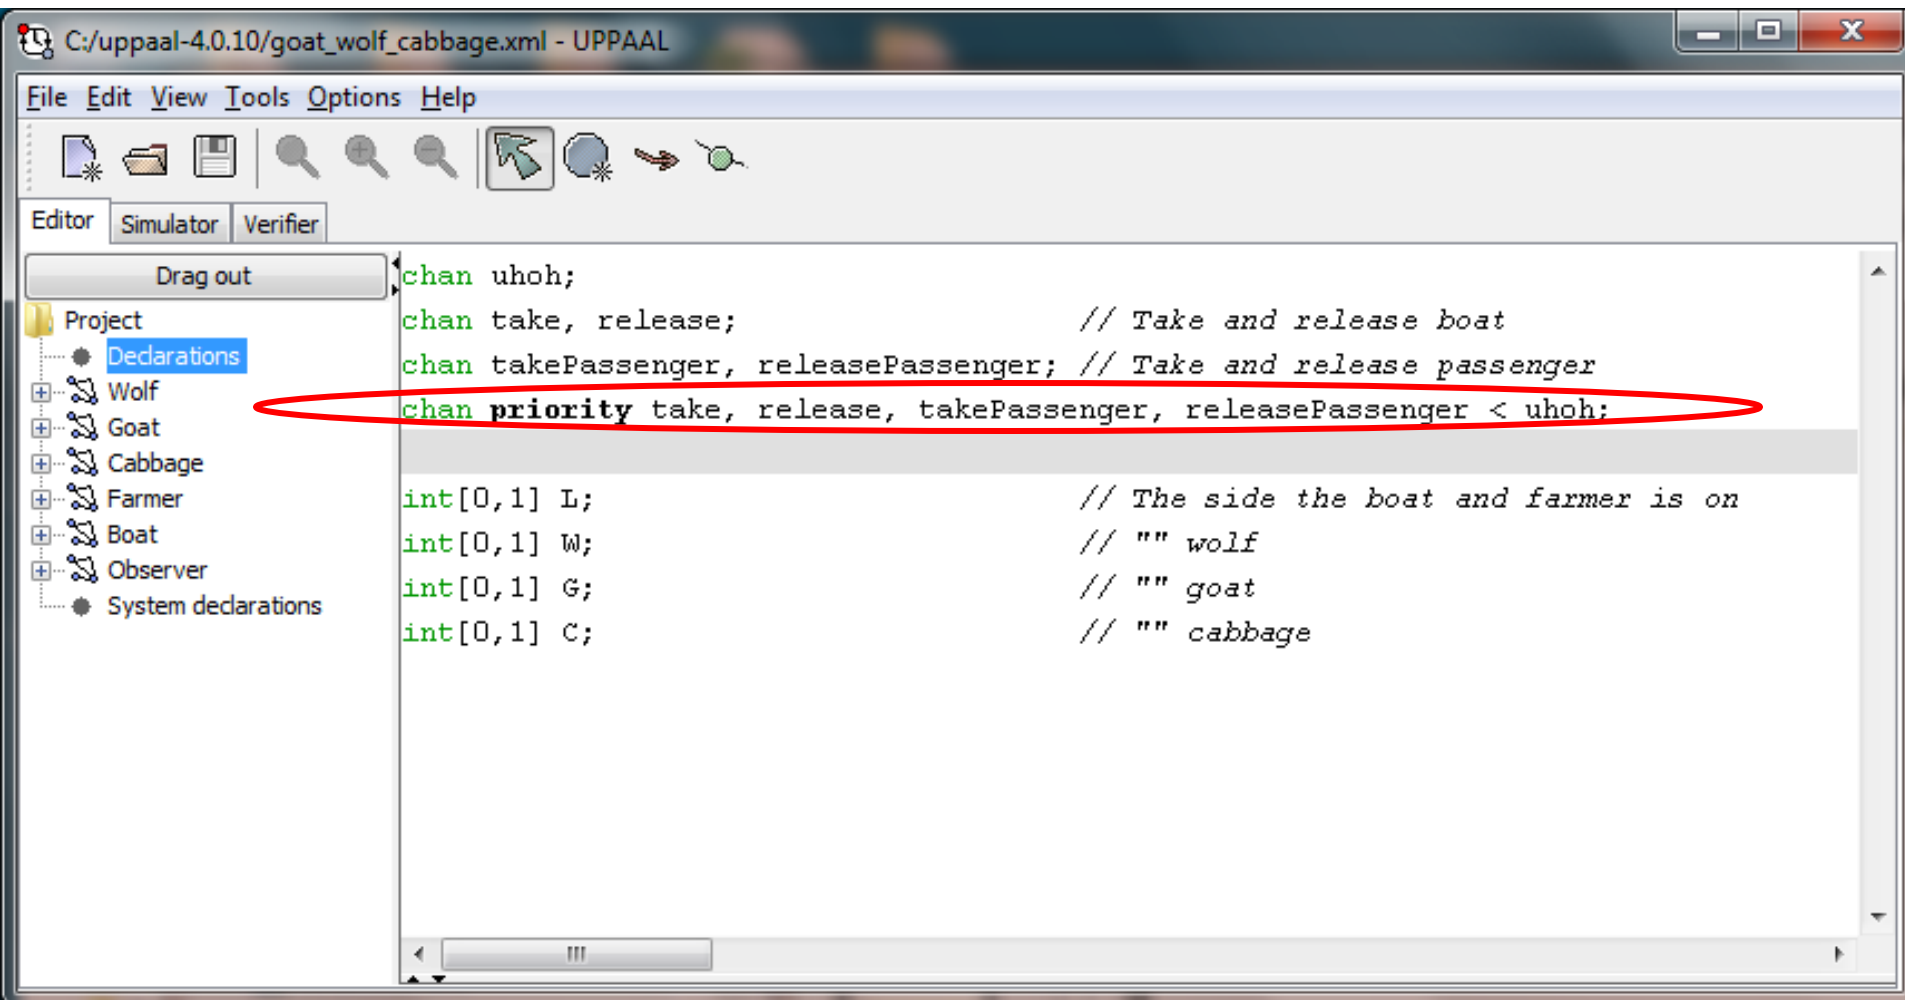 C:/uppaal-4.0.10/goat_wolf_cabbage.xml - UPPAAL
File Edit View Tools Options Help
Editor Simulator Verifier
Drag out
Project
Declarations
Wolf
Goat
Cabbage
Farmer
Boat
Observer
System declarations
chan uhoh;
chan take, release; // Take and release boat
chan takePassenger, releasePassenger; // Take and release passenger
chan priority take, release, takePassenger, releasePassenger < uhoh;
int[0,1] L; // The side the boat and farmer is on
int[0,1] W; // "" wolf
int[0,1] G; // "" goat
int[0,1] C; // "" cabbage